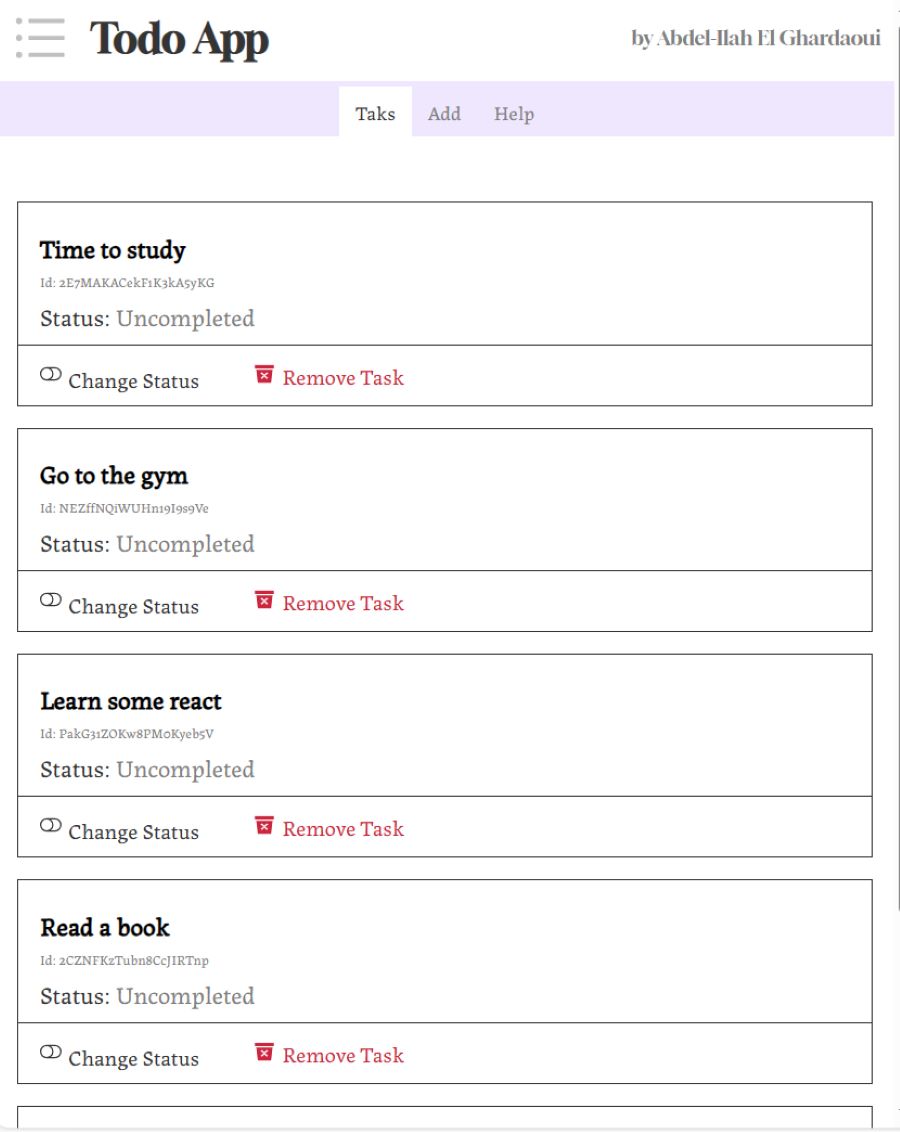 Todo App
by Abdel-Ilah El Ghardaoui
Taks Add Help
Time to study
Id: 2E7MAKACekF1K3kA5yKG
Status: Uncompleted
Change Status Remove Task
Go to the gym
Id: NEZffNQiWUHn19I9s9Ve
Status: Uncompleted
Change Status Remove Task
Learn some react
Id: PakG31ZOKw8PM0Kyeb5V
Status: Uncompleted
Change Status Remove Task
Read a book
Id: 2CZNFKzTubn8CcJIRTnp
Status: Uncompleted
Change Status Remove Task